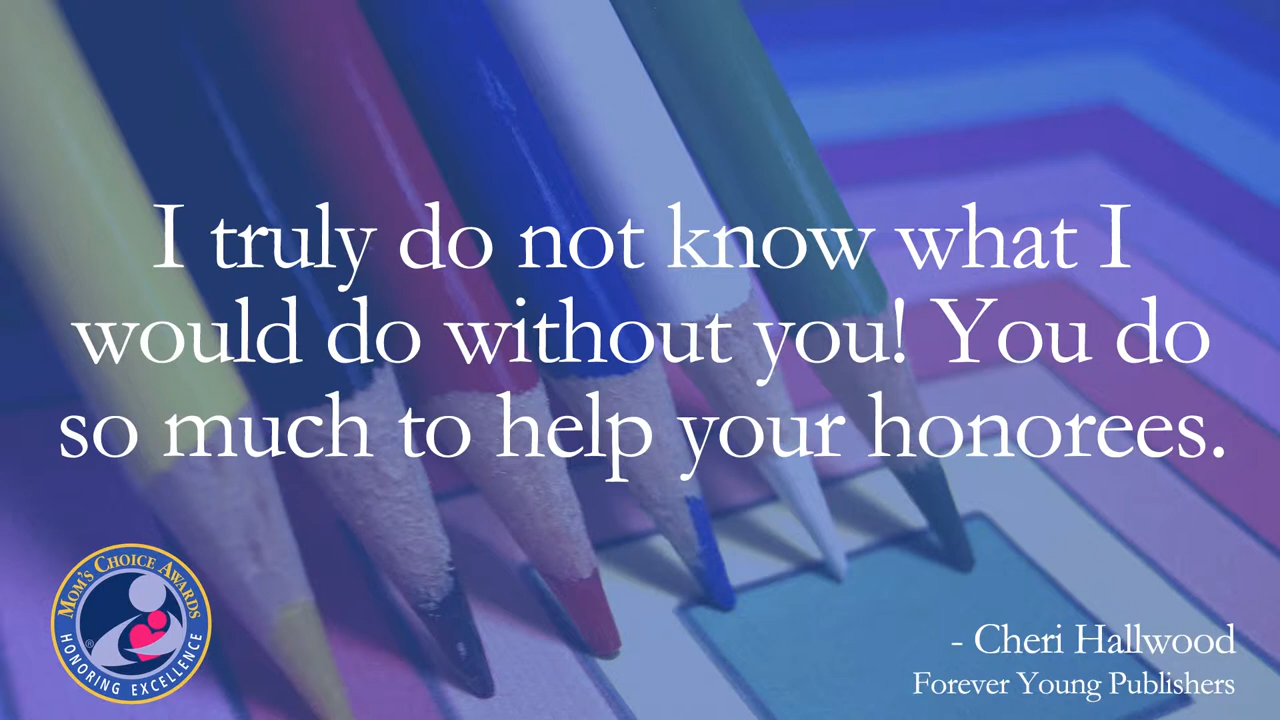 I truly do not know what I
would do without you! You do
so much to help your honorees.
MOM'S CHOICE AWARDS
®
HONORING EXCELLENCE
- Cheri Hallwood
Forever Young Publishers